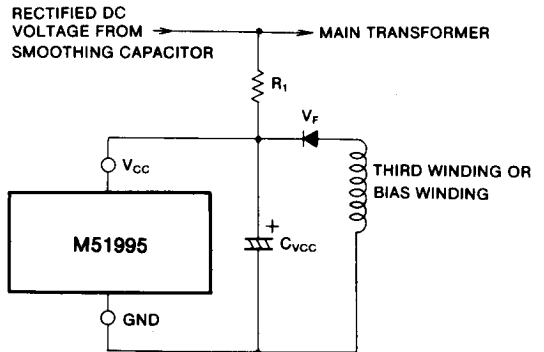 RECTIFIED DC
VOLTAGE FROM
SMOOTHING CAPACITOR
MAIN TRANSFORMER
R1
VF
VCC
THIRD WINDING OR
BIAS WINDING
M51995
+
CVCC
GND